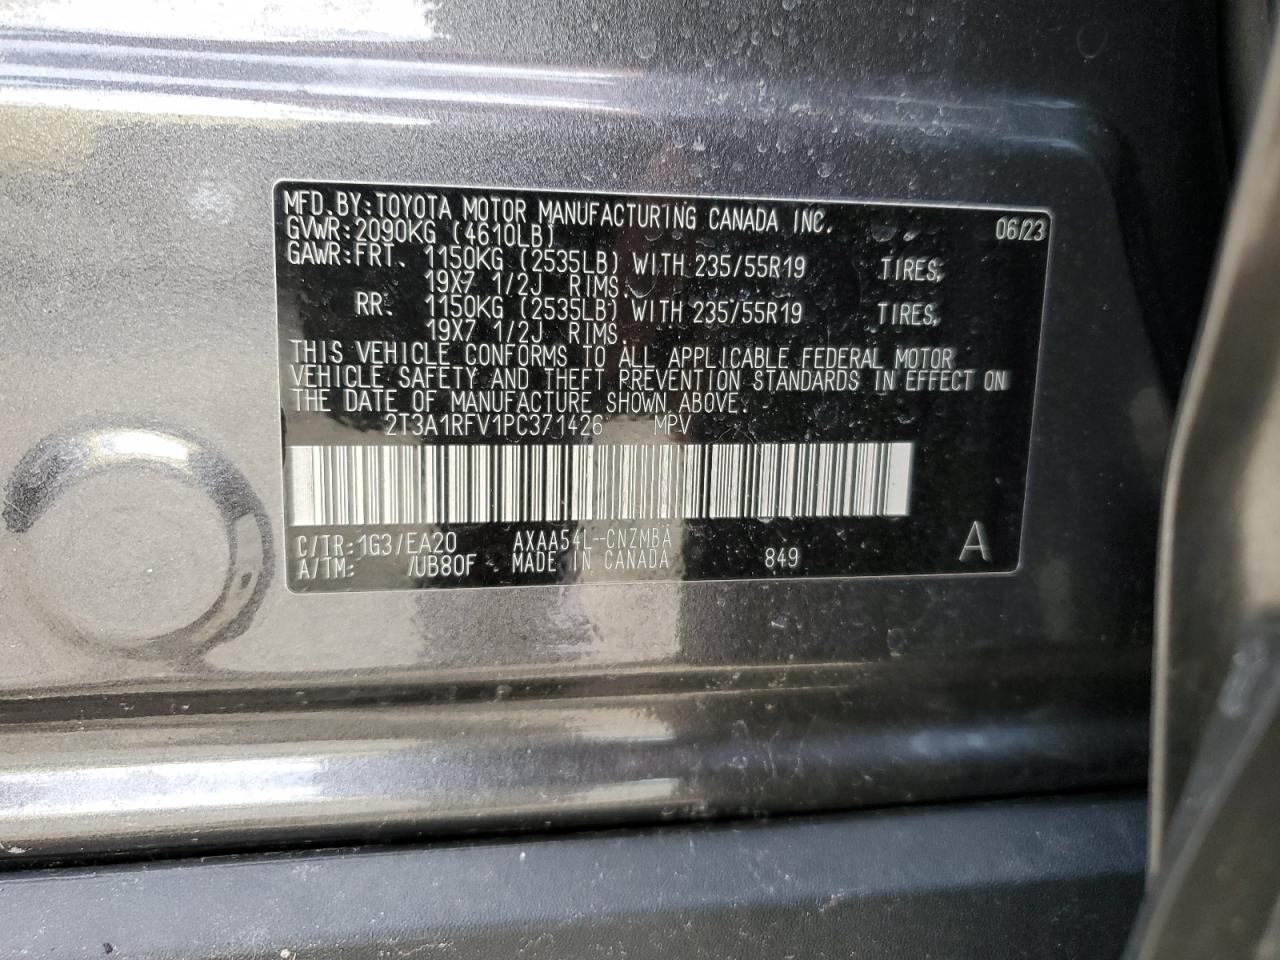 MFD.BY:TOYOTA MOTOR MANUFACTURING CANADA INC. 06/23
GVWR:2090KG (4610LB)
GAWR:FRT. 1150KG (2535LB) WITH 235/55R19 TIRES,
19X7 1/2J RIMS.
RR. 1150KG (2535LB) WITH 235/55R19 TIRES,
19X7 1/2J RIMS.
THIS VEHICLE CONFORMS TO ALL APPLICABLE FEDERAL MOTOR
VEHICLE SAFETY AND THEFT PREVENTION STANDARDS IN EFFECT ON
THE DATE OF MANUFACTURE SHOWN ABOVE.
2T3A1RFV1PC371426 MPV
C/TR:1G3/EA20 AXAA54L-CNZMBA
A/TM: /UB80F MADE IN CANADA 849 A